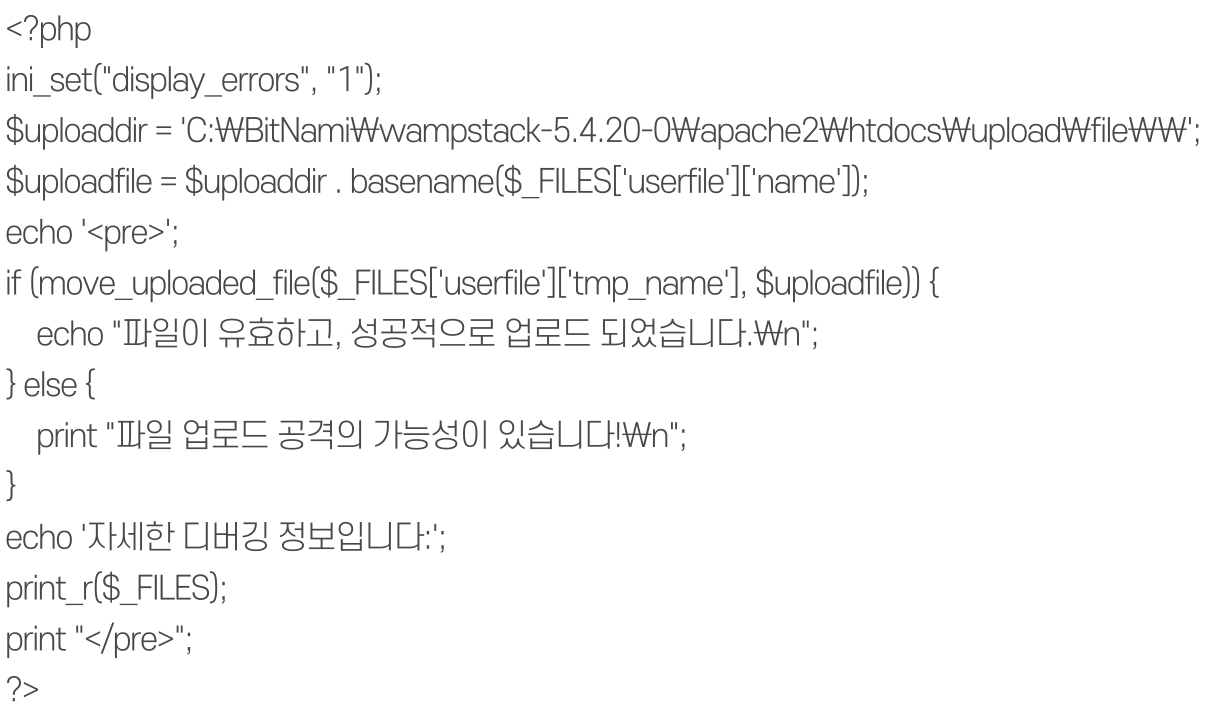 <?php
ini_set("display_errors", "1");
$uploaddir = 'C:₩BitNami₩wampstack-5.4.20-0₩apache2₩htdocs₩upload₩file₩₩';
$uploadfile = $uploaddir . basename($_FILES['userfile']['name']);
echo '<pre>';
if (move_uploaded_file($_FILES['userfile']['tmp_name'], $uploadfile)) {
    echo "파일이 유효하고, 성공적으로 업로드 되었습니다.₩n";
} else {
    print "파일 업로드 공격의 가능성이 있습니다!₩n";
}
echo '자세한 디버깅 정보입니다:';
print_r($_FILES);
print "</pre>";
?>